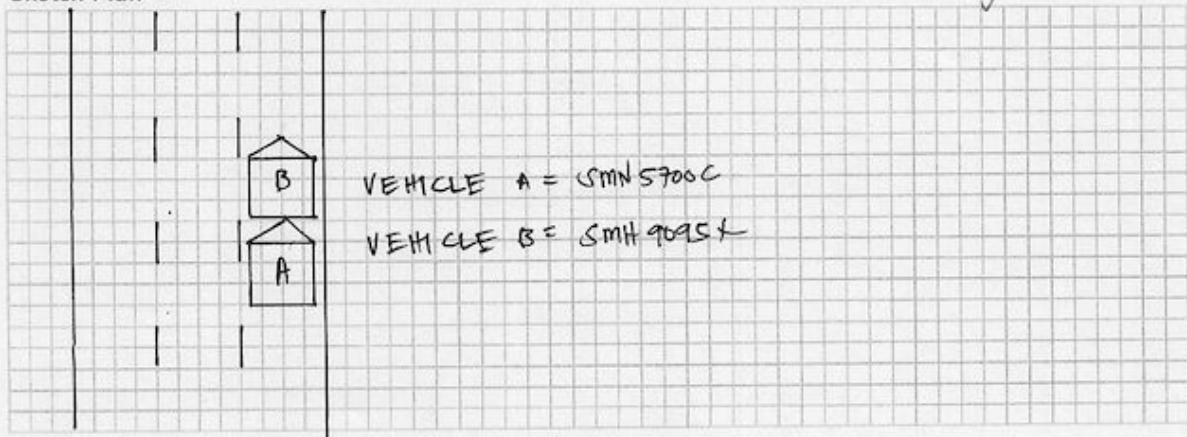 B
VEHICLE A = SMN5700C
VEHICLE B = SMH9095X
A